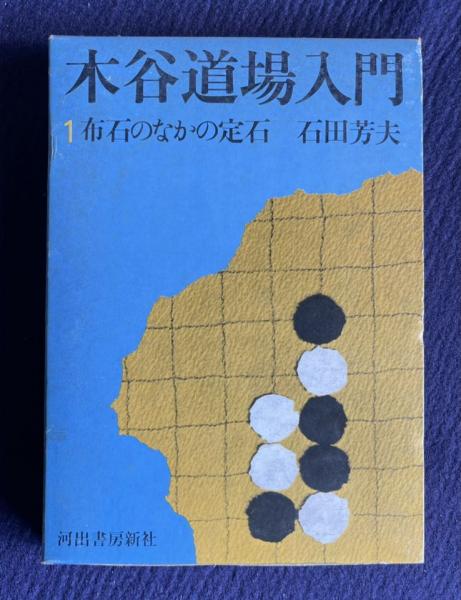 木谷道場入門
1 布石のなかの定石 石田芳夫
河出書房新社